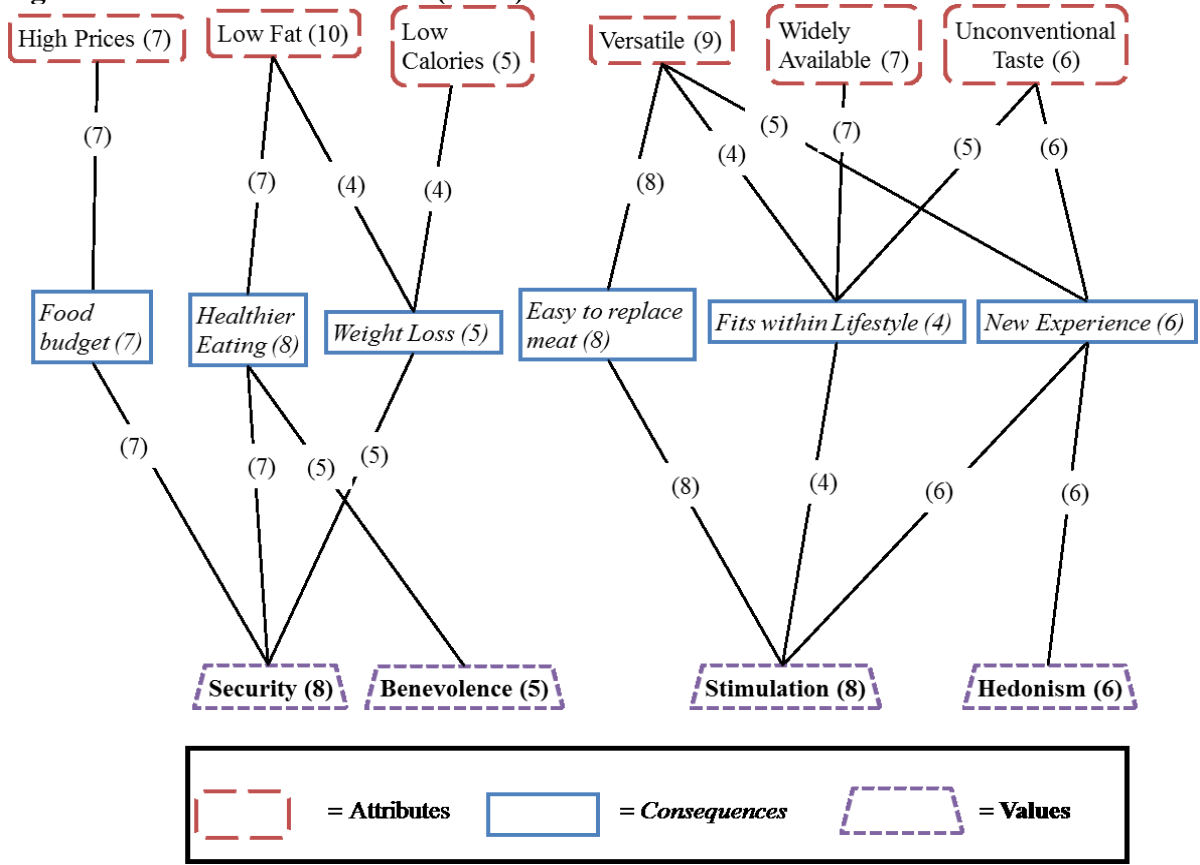 High Prices (7)
Low Fat (10)
Low
Calories (5)
Versatile (9)
Widely
Available (7)
Unconventional
Taste (6)
(7)
(7)
(4)
(4)
(8)
(4)
(5)
(7)
(5)
(6)
Food
budget (7)
Healthier
Eating (8)
Weight Loss (5)
Easy to replace
meat (8)
Fits within Lifestyle (4)
New Experience (6)
(7)
(7)
(5)
(5)
(8)
(4)
(6)
(6)
Security (8)
Benevolence (5)
Stimulation (8)
Hedonism (6)
= Attributes
= Consequences
= Values